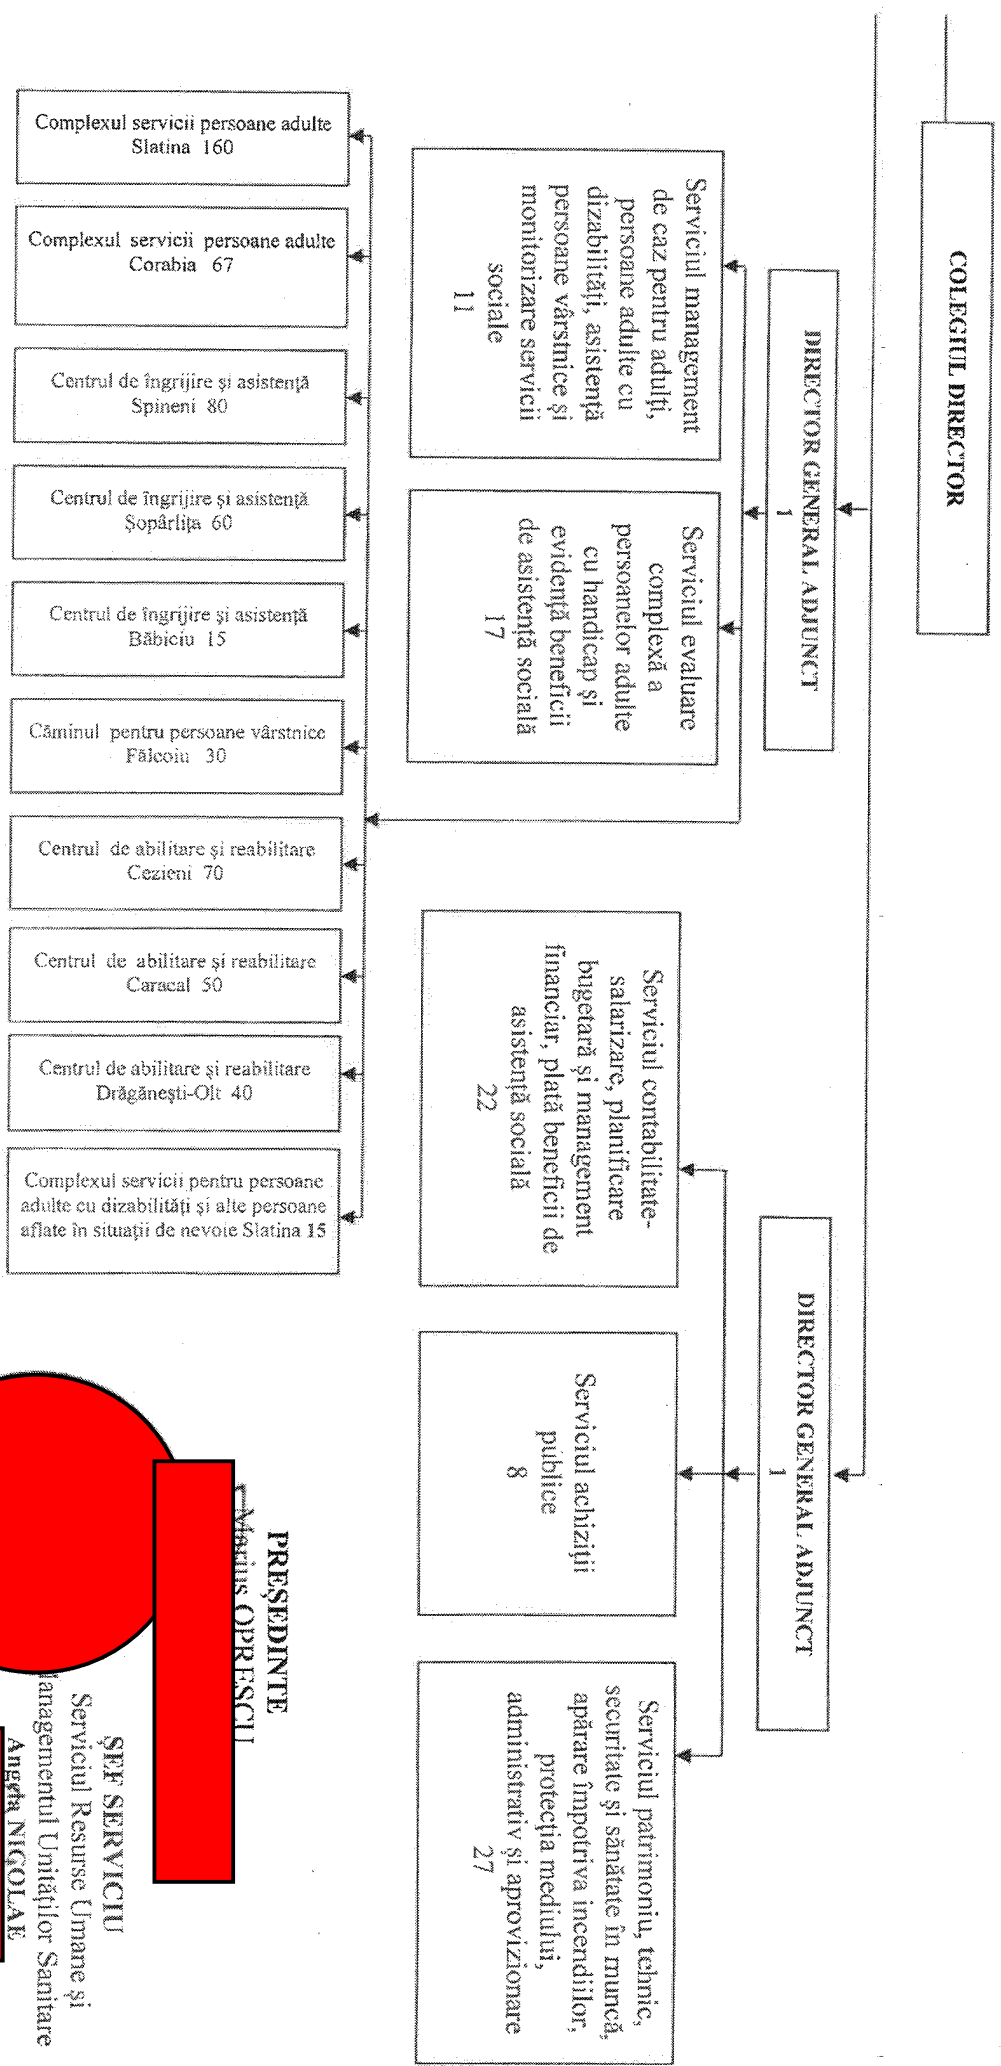 COLEGIUL DIRECTOR
DIRECTOR GENERAL ADJUNCT
1
Serviciul management
de caz pentru adulți,
persoane adulte cu
dizabilități, asistență
persoane vârstnice și
monitorizare servicii
sociale
11
Serviciul evaluare
complexă a
persoanelor adulte
cu handicap și
evidență beneficii
de asistență socială
17
Complexul servicii persoane adulte
Slatina 160
Complexul servicii persoane adulte
Corabia 67
Centrul de îngrijire și asistență
Spineni 80
Centrul de îngrijire și asistență
Șopârlița 60
Centrul de îngrijire și asistență
Băbiciu 15
Căminul pentru persoane vârstnice
Fălcoiu 30
Centrul de abilitare și reabilitare
Cezieni 70
Centrul de abilitare și reabilitare
Caracal 50
Centrul de abilitare și reabilitare
Drăgănești-Olt 40
Complexul servicii pentru persoane
adulte cu dizabilități și alte persoane
aflate în situații de nevoie Slatina 15
DIRECTOR GENERAL ADJUNCT
1
Serviciul contabilitate-
salarizare, planificare
bugetară și management
financiar, plată beneficii de
asistență socială
22
Serviciul achiziții
publice
8
Serviciul patrimoniu, tehnic,
securitate și sănătate în muncă,
apărare împotriva incendiilor,
protecția mediului,
administrativ și aprovizionare
27
PREȘEDINTE
Marius OPRESCU
ȘEF SERVICIU
Serviciul Resurse Umane și
Managementul Unităților Sanitare
Angela NICOLAE